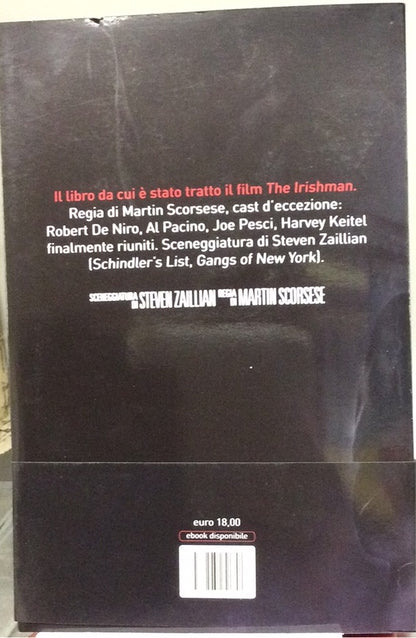 Il libro da cui è stato tratto il film The Irishman.
Regia di Martin Scorsese, cast d'eccezione:
Robert De Niro, Al Pacino, Joe Pesci, Harvey Keitel
finalmente riuniti. Sceneggiatura di Steven Zaillian
(Schindler's List, Gangs of New York).
SCENEGGIATURA DI STEVEN ZAILLIAN REGIA DI MARTIN SCORSESE
euro 18,00
ebook disponibile